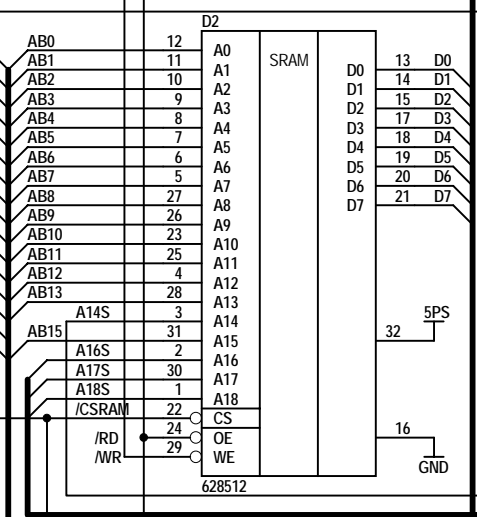 D2
SRAM
AB0 12 A0
AB1 11 A1 D0 13 D0
AB2 10 A2 D1 14 D1
AB3 9 A3 D2 15 D2
AB4 8 A4 D3 17 D3
AB5 7 A5 D4 18 D4
AB6 6 A6 D5 19 D5
AB7 5 A7 D6 20 D6
AB8 27 A8 D7 21 D7
AB9 26 A9
AB10 23 A10
AB11 25 A11
AB12 4 A12
AB13 28 A13
A14S 3 A14 5PS
AB15 31 A15 32
A16S 2 A16
A17S 30 A17
A18S 1 A18
/CSRAM 22 CS
/RD 24 OE 16
/WR 29 WE
GND
628512